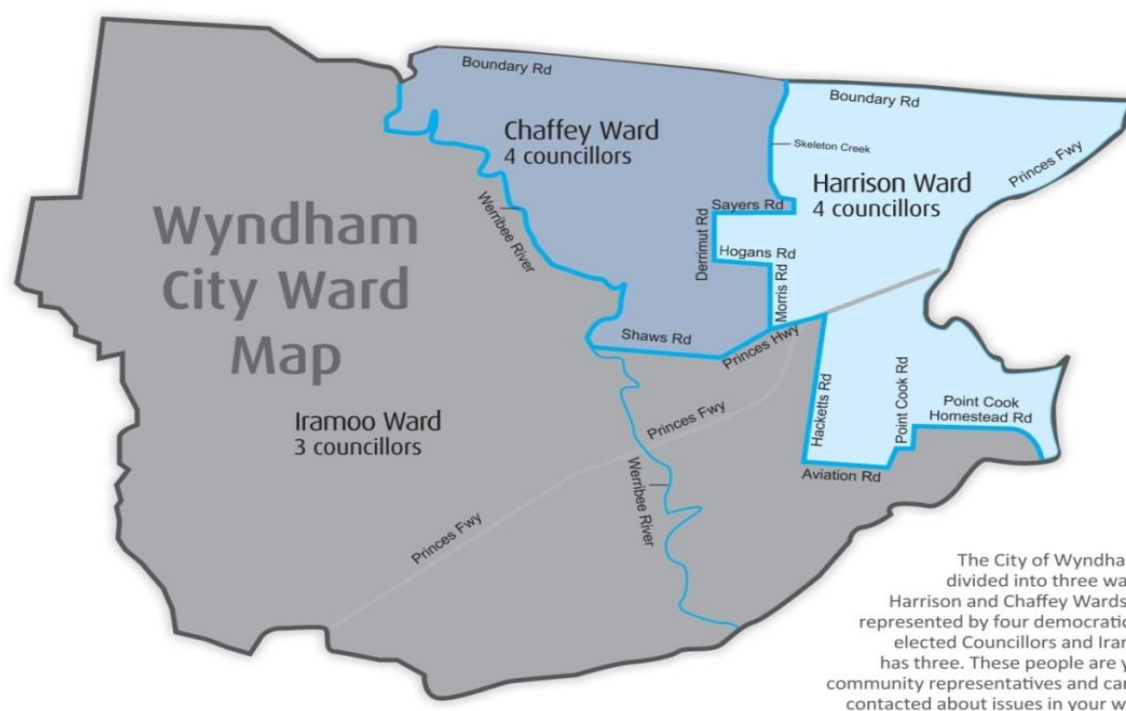 Boundary Rd
Boundary Rd
Chaffey Ward
4 councillors
Skeleton Creek
Princes Fwy
Harrison Ward
4 councillors
Wyndham
City Ward
Map
Werribee River
Sayers Rd
Derrimut Rd
Hogans Rd
Morris Rd
Shaws Rd
Princes Hwy
Iramoo Ward
3 councillors
Hacketts Rd
Point Cook Rd
Point Cook
Homestead Rd
Princes Fwy
Aviation Rd
Werribee River
Princes Fwy
The City of Wyndha
divided into three wa
Harrison and Chaffey Wards
represented by four democratic
elected Councillors and Iran
has three. These people are y
community representatives and car
contacted about issues in your w